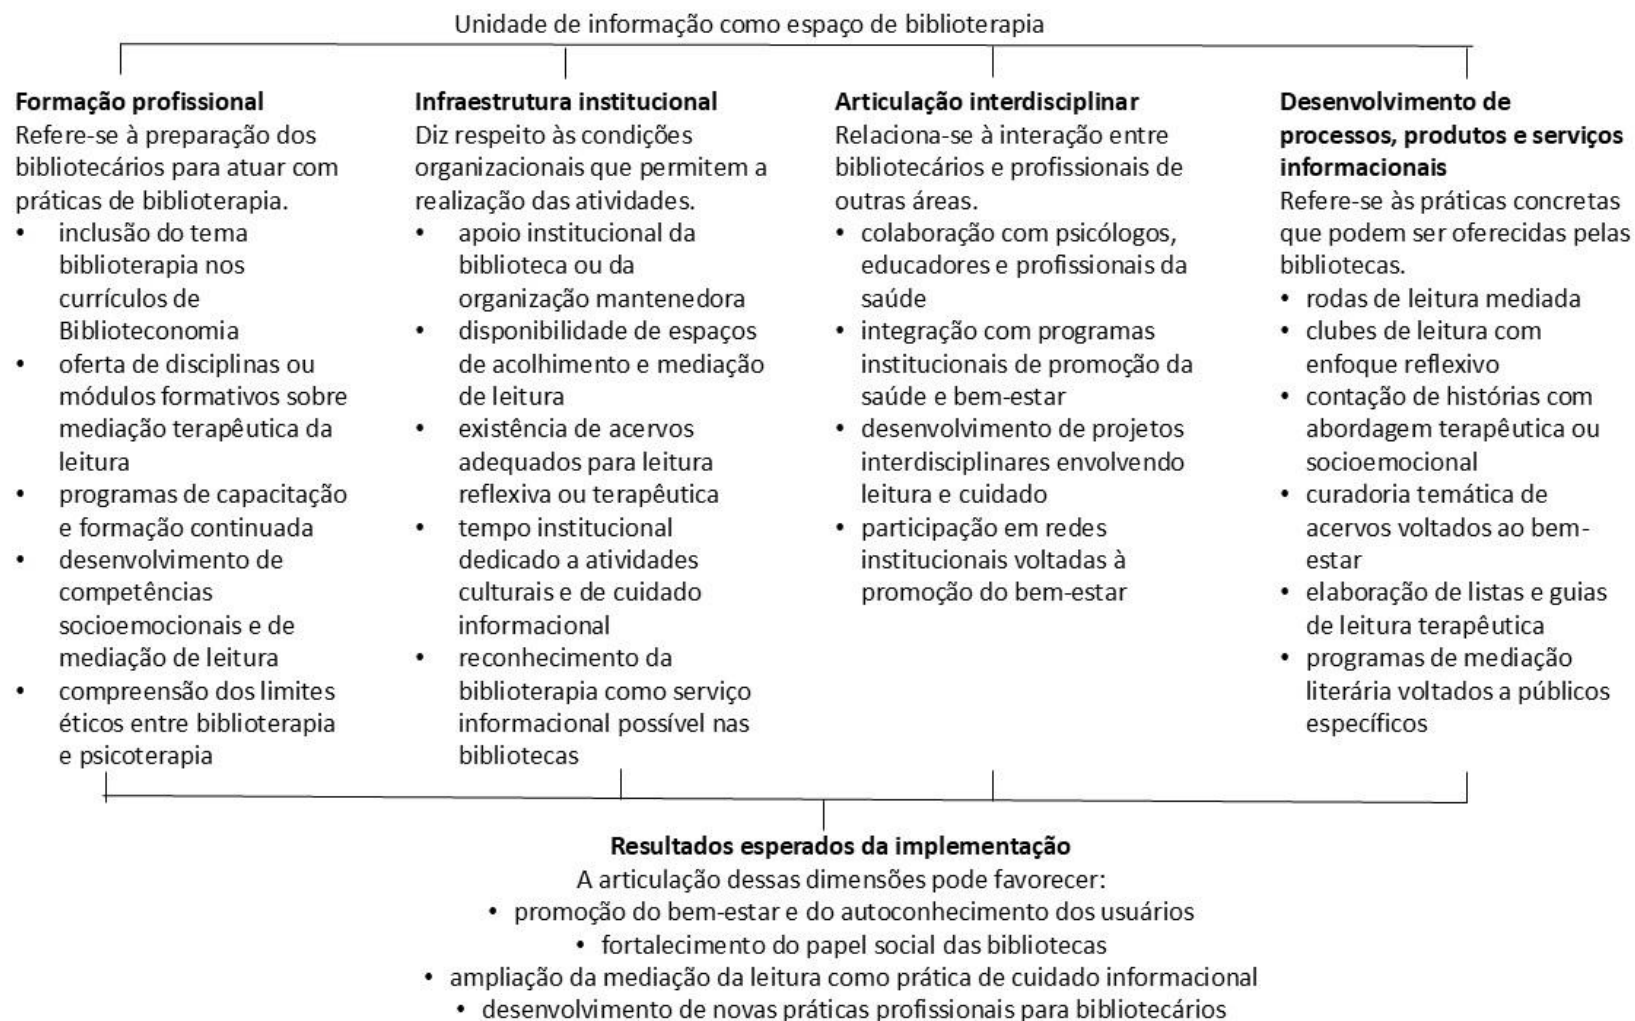 Unidade de informação como espaço de biblioterapia
Formação profissional
Refere-se à preparação dos
bibliotecários para atuar com
práticas de biblioterapia.
• inclusão do tema
biblioterapia nos
currículos de
Biblioteconomia
• oferta de disciplinas ou
módulos formativos sobre
mediação terapêutica da
leitura
• programas de capacitação
e formação continuada
• desenvolvimento de
competências
socioemocionais e de
mediação de leitura
• compreensão dos limites
éticos entre biblioterapia
e psicoterapia
Infraestrutura institucional
Diz respeito às condições
organizacionais que permitem a
realização das atividades.
• apoio institucional da
biblioteca ou da
organização mantenedora
• disponibilidade de espaços
de acolhimento e mediação
de leitura
• existência de acervos
adequados para leitura
reflexiva ou terapêutica
• tempo institucional
dedicado a atividades
culturais e de cuidado
informacional
• reconhecimento da
biblioterapia como serviço
informacional possível nas
bibliotecas
Articulação interdisciplinar
Relaciona-se à interação entre
bibliotecários e profissionais de
outras áreas.
• colaboração com psicólogos,
educadores e profissionais da
saúde
• integração com programas
institucionais de promoção da
saúde e bem-estar
• desenvolvimento de projetos
interdisciplinares envolvendo
leitura e cuidado
• participação em redes
institucionais voltadas à
promoção do bem-estar
Desenvolvimento de
processos, produtos e serviços
informacionais
Refere-se às práticas concretas
que podem ser oferecidas pelas
bibliotecas.
• rodas de leitura mediada
• clubes de leitura com
enfoque reflexivo
• contação de histórias com
abordagem terapêutica ou
socioemocional
• curadoria temática de
acervos voltados ao bem-
estar
• elaboração de listas e guias
de leitura terapêutica
• programas de mediação
literária voltados a públicos
específicos
Resultados esperados da implementação
A articulação dessas dimensões pode favorecer:
• promoção do bem-estar e do autoconhecimento dos usuários
• fortalecimento do papel social das bibliotecas
• ampliação da mediação da leitura como prática de cuidado informacional
• desenvolvimento de novas práticas profissionais para bibliotecários